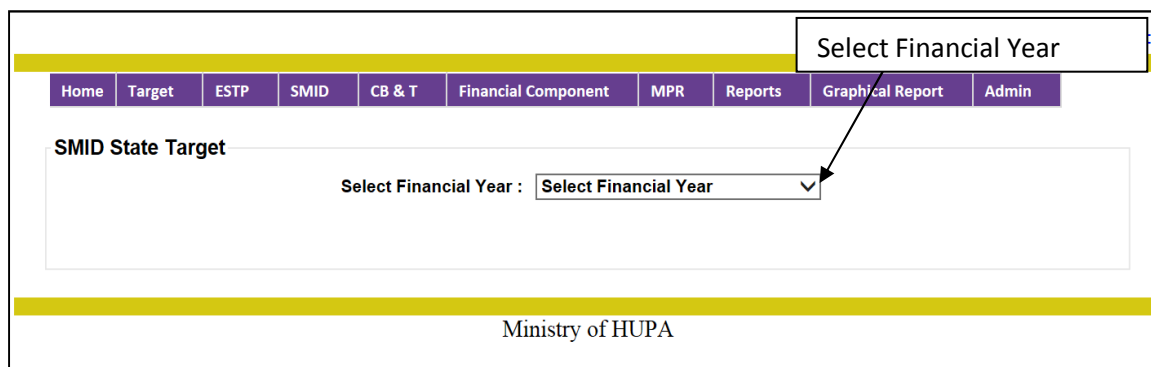 Select Financial Year
Home Target ESTP SMID CB & T Financial Component MPR Reports Graphical Report Admin
SMID State Target
Select Financial Year : Select Financial Year
Ministry of HUPA